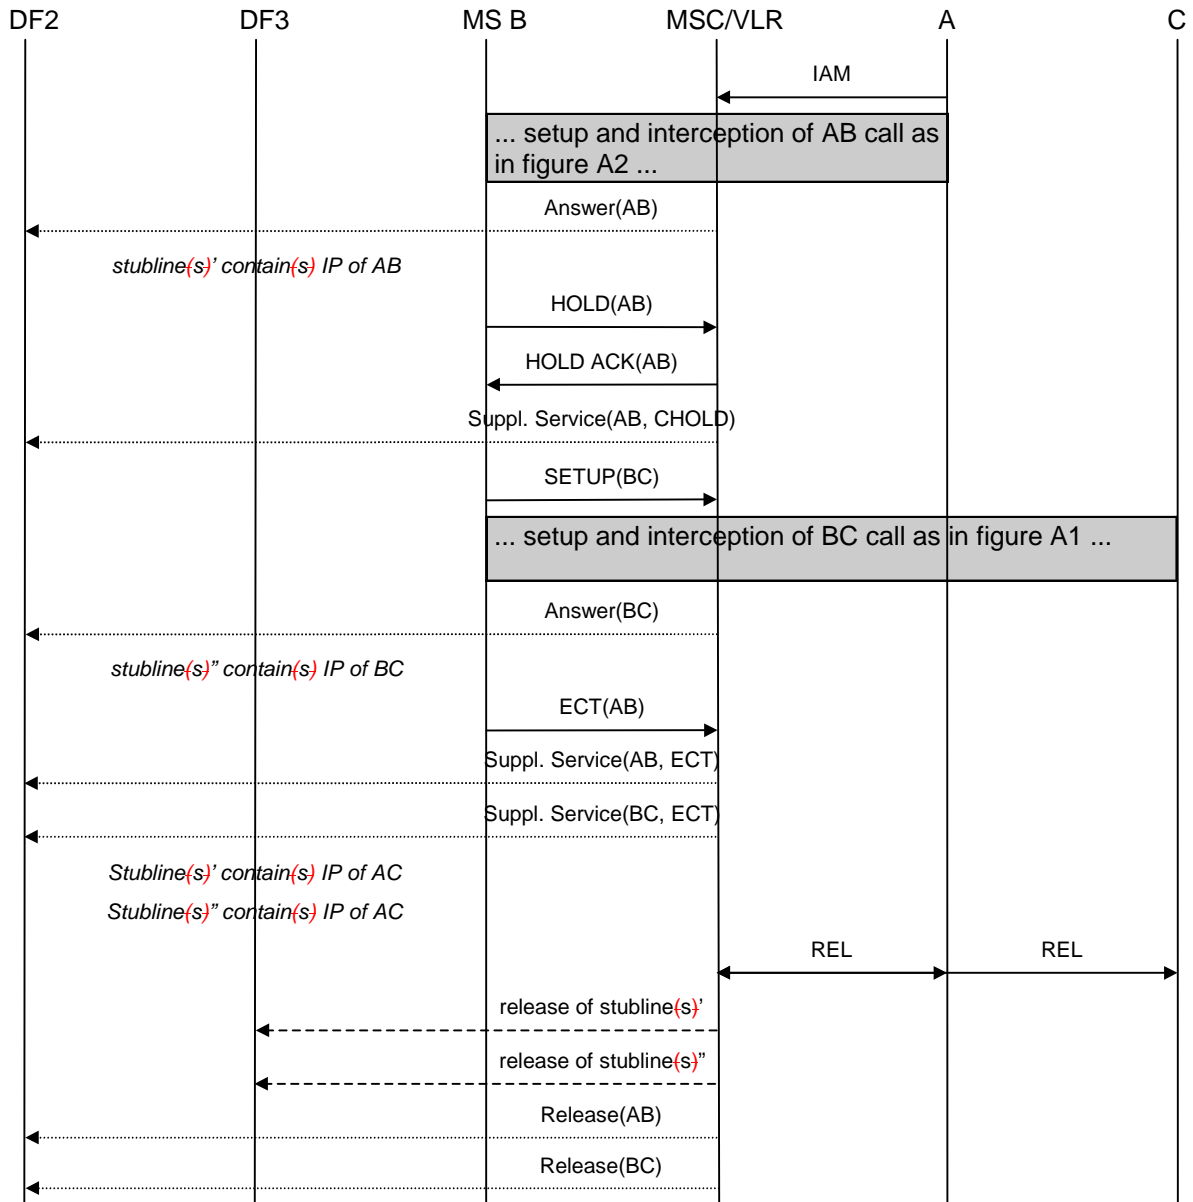 DF2 DF3 MS B MSC/VLR A C
IAM
... setup and interception of AB call as
in figure A2 ...
Answer(AB)
stubline(s)’ contain(s) IP of AB
HOLD(AB)
HOLD ACK(AB)
Suppl. Service(AB, CHOLD)
SETUP(BC)
... setup and interception of BC call as in figure A1 ...
Answer(BC)
stubline(s)” contain(s) IP of BC
ECT(AB)
Suppl. Service(AB, ECT)
Suppl. Service(BC, ECT)
Stubline(s)’ contain(s) IP of AC
Stubline(s)” contain(s) IP of AC
REL REL
release of stubline(s)’
release of stubline(s)”
Release(AB)
Release(BC)